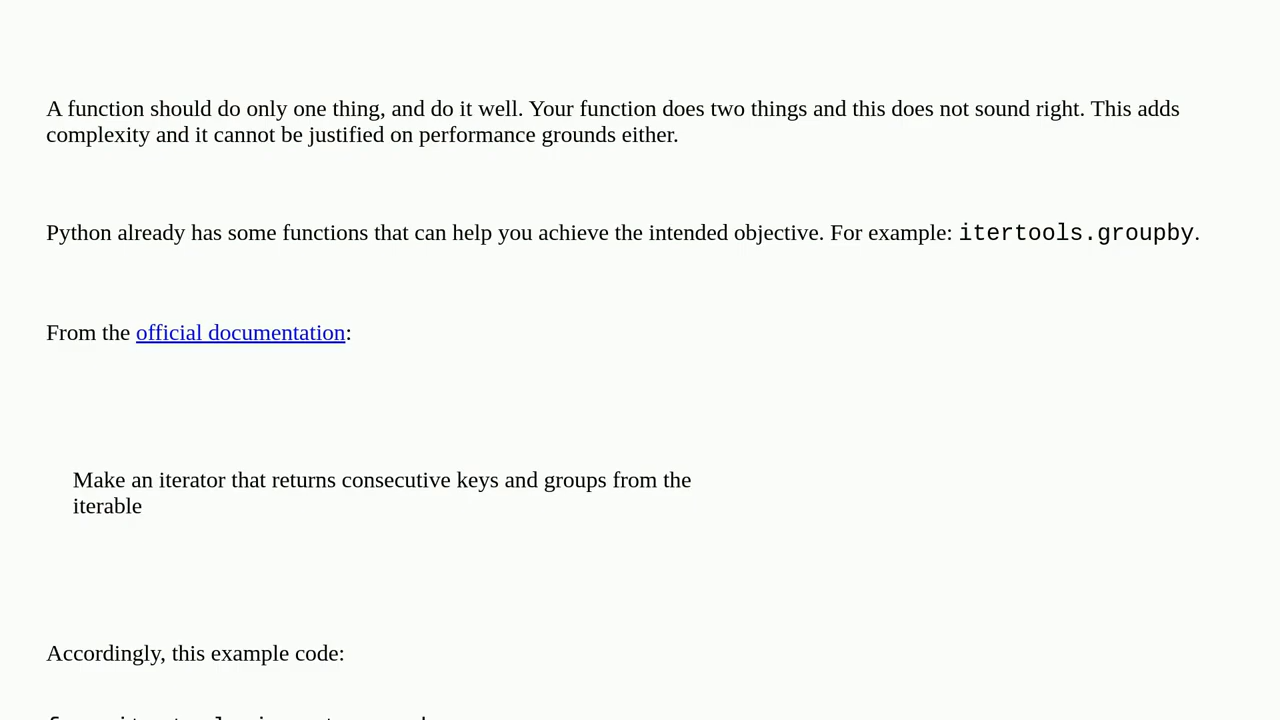 A function should do only one thing, and do it well. Your function does two things and this does not sound right. This adds
complexity and it cannot be justified on performance grounds either.
Python already has some functions that can help you achieve the intended objective. For example: itertools.groupby.
From the official documentation:
Make an iterator that returns consecutive keys and groups from the
iterable
Accordingly, this example code: